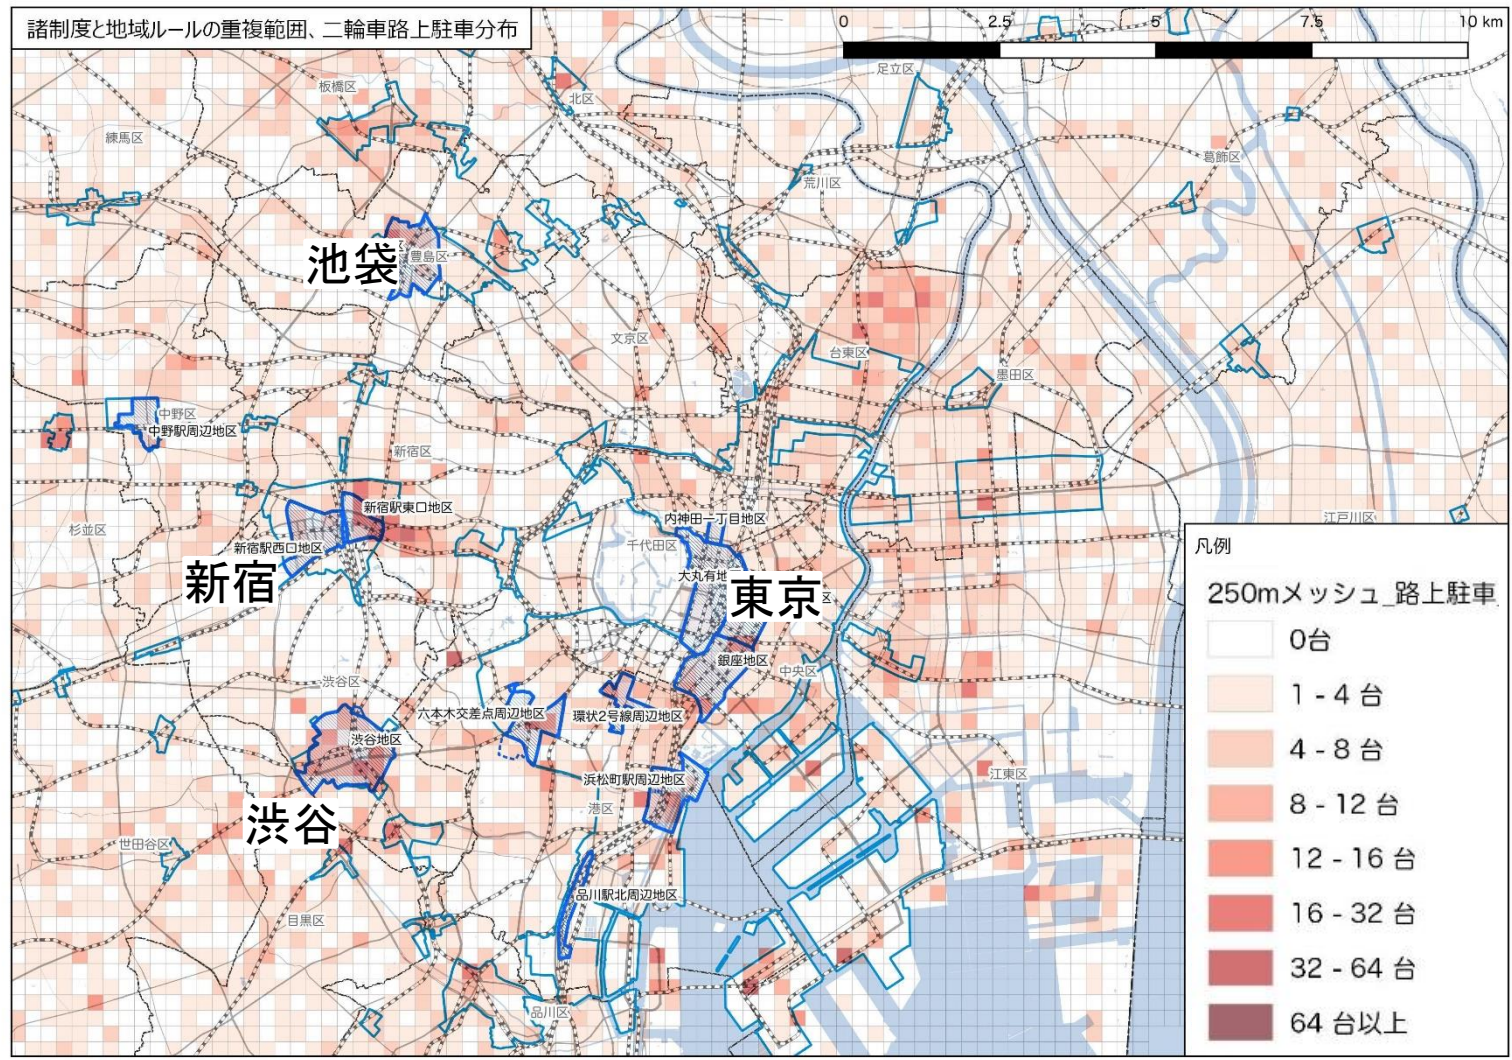 諸制度と地域ルールの重複範囲、二輪車路上駐車分布
0 2.5 5 7.5 10 km
足立区
板橋区
北区
練馬区
葛飾区
荒川区
池袋
豊島区
文京区
台東区
墨田区
中野区
中野駅周辺地区
新宿区
新宿駅東口地区
内神田一丁目地区
杉並区
江戸川区
新宿駅西口地区
千代田区
新宿
大丸有地
東京
区
銀座地区
中央区
渋谷区
六本木交差点周辺地区
環状2号線周辺地区
渋谷地区
浜松町駅周辺地区
江東区
港区
渋谷
世田谷区
品川駅北周辺地区
目黒区
品川区
凡例
250mメッシュ_路上駐車
0台
1 - 4 台
4 - 8 台
8 - 12 台
12 - 16 台
16 - 32 台
32 - 64 台
64 台以上